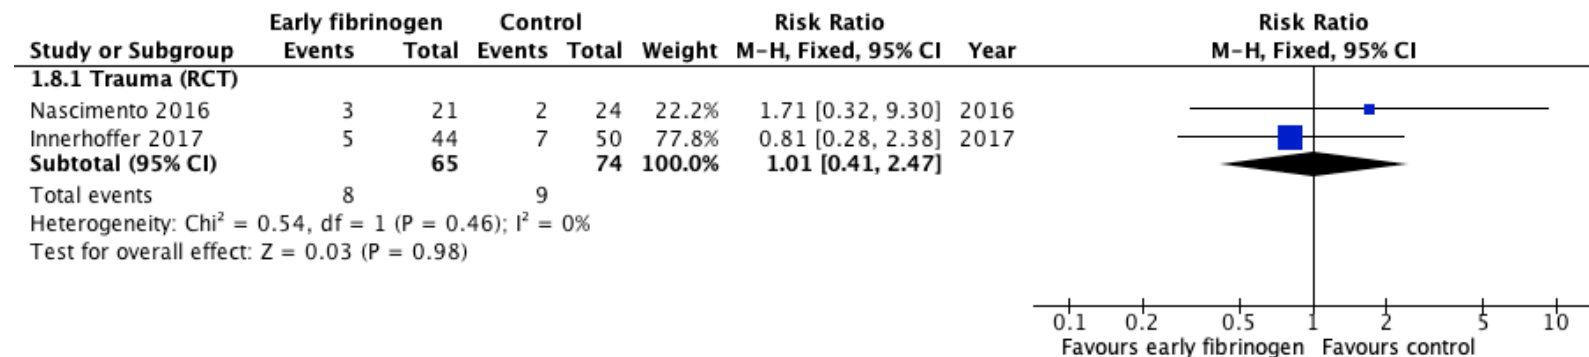 Early fibrinogen Control Risk Ratio Risk Ratio
Study or Subgroup Events Total Events Total Weight M-H, Fixed, 95% CI Year M-H, Fixed, 95% CI
1.8.1 Trauma (RCT)
Nascimento 2016 3 21 2 24 22.2% 1.71 [0.32, 9.30] 2016
Innerhoffer 2017 5 44 7 50 77.8% 0.81 [0.28, 2.38] 2017
Subtotal (95% CI) 65 74 100.0% 1.01 [0.41, 2.47]
Total events 8 9
Heterogeneity: Chi² = 0.54, df = 1 (P = 0.46); I² = 0%
Test for overall effect: Z = 0.03 (P = 0.98)
0.1 0.2 0.5 1 2 5 10
Favours early fibrinogen Favours control